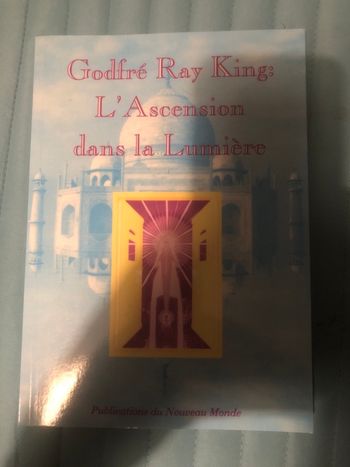 Godfré Ray King:
L'Ascension
dans la Lumière
Publications du Nouveau Monde